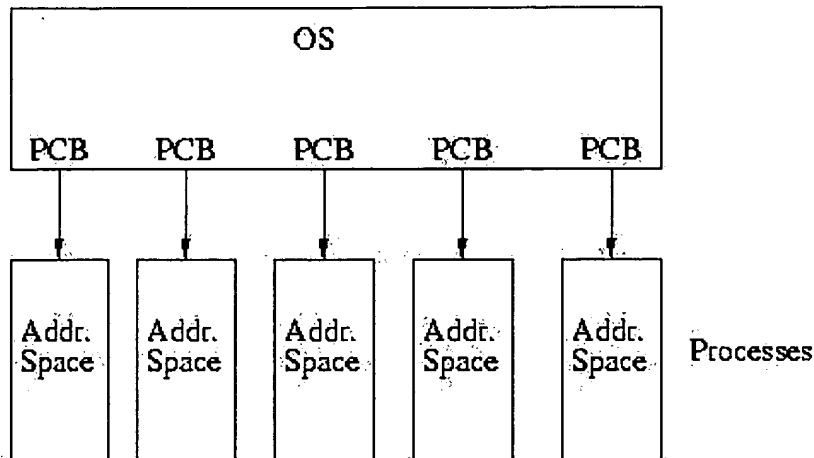 OS
PCB PCB PCB PCB PCB
Addr. Addr. Addr. Addr. Addr.
Space Space Space Space Space
Processes